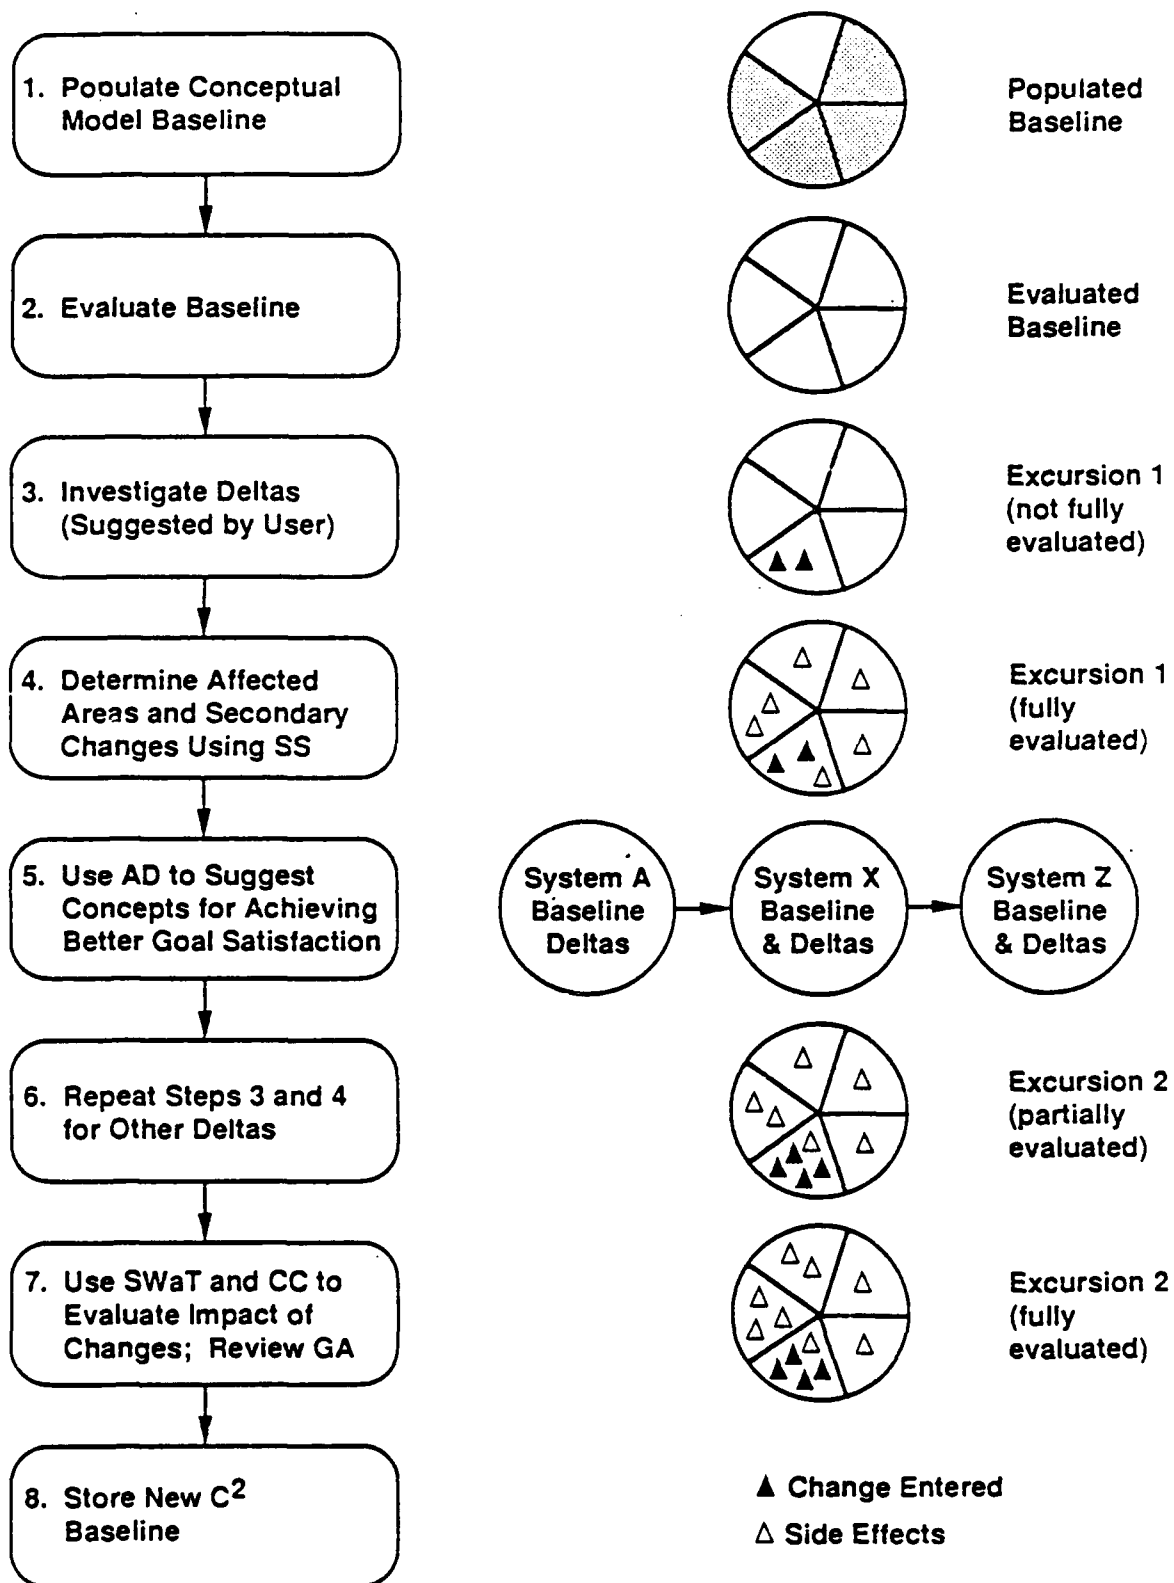 1. Populate Conceptual
Model Baseline
Populated
Baseline
2. Evaluate Baseline
Evaluated
Baseline
3. Investigate Deltas
(Suggested by User)
Excursion 1
(not fully
evaluated)
4. Determine Affected
Areas and Secondary
Changes Using SS
Excursion 1
(fully
evaluated)
5. Use AD to Suggest
Concepts for Achieving
Better Goal Satisfaction
System A
Baseline
Deltas
System X
Baseline
& Deltas
System Z
Baseline
& Deltas
6. Repeat Steps 3 and 4
for Other Deltas
Excursion 2
(partially
evaluated)
7. Use SWaT and CC to
Evaluate Impact of
Changes; Review GA
Excursion 2
(fully
evaluated)
8. Store New C²
Baseline
▲ Change Entered
△ Side Effects